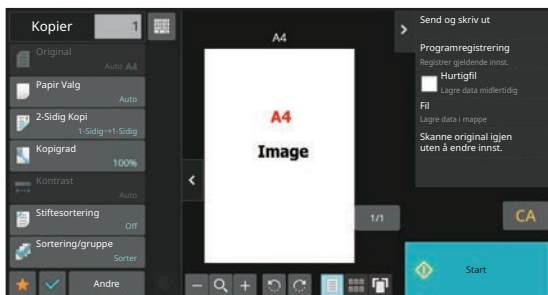 Kopier
1
Original
Auto A4
Papir Valg
Auto
2-Sidig Kopi
1-Sidig→1-Sidig
Kopigrad
100%
Kontrast
Auto
Stiftesortering
Off
Sortering/gruppe
Sorter
Andre
A4
A4
Image
1/1
Send og skriv ut
Programregistrering
Registrer gjeldende innst.
Hurtigfil
Lagre data midlertidig
Fil
Lagre data i mappe
Skanne original igjen
uten å endre innst.
CA
Start